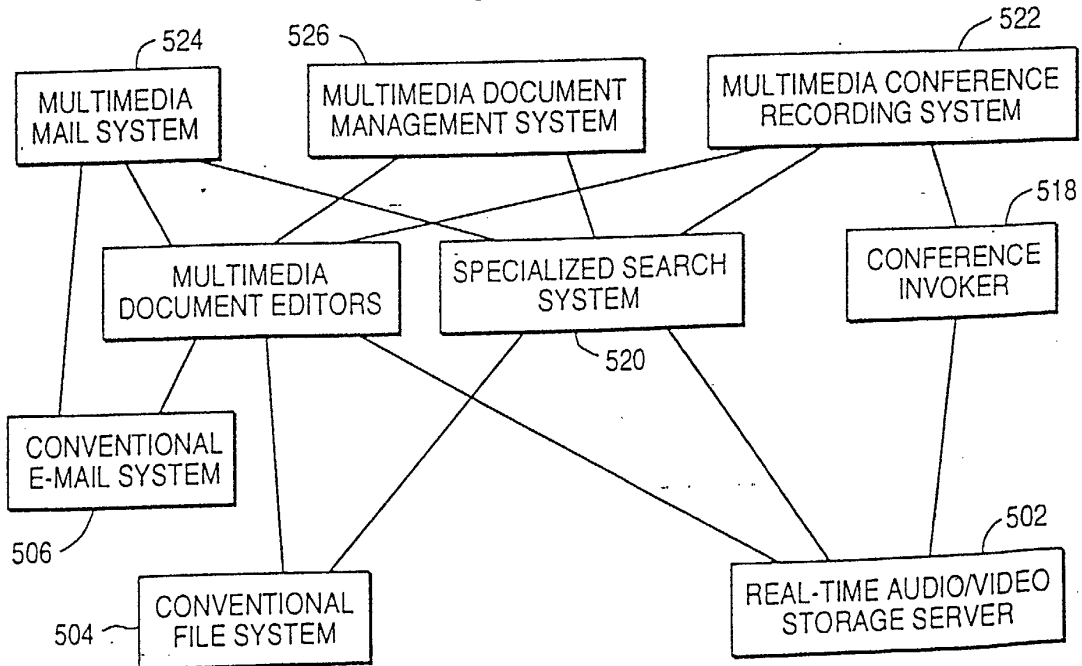 524
526
522
MULTIMEDIA
MAIL SYSTEM
MULTIMEDIA DOCUMENT
MANAGEMENT SYSTEM
MULTIMEDIA CONFERENCE
RECORDING SYSTEM
518
MULTIMEDIA
DOCUMENT EDITORS
SPECIALIZED SEARCH
SYSTEM
CONFERENCE
INVOKER
520
CONVENTIONAL
E-MAIL SYSTEM
506
502
504
CONVENTIONAL
FILE SYSTEM
REAL-TIME AUDIO/VIDEO
STORAGE SERVER